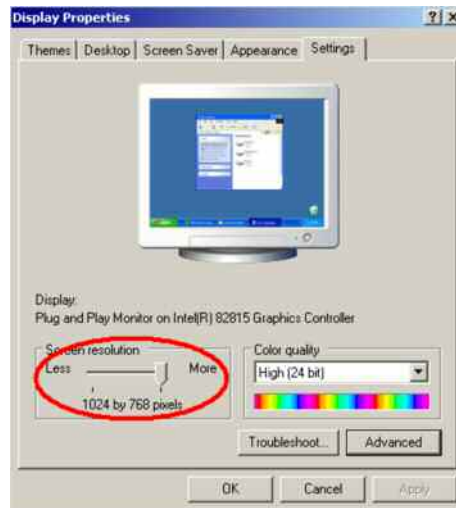 Display Properties
Themes Desktop Screen Saver Appearance Settings
Display:
Plug and Play Monitor on Intel(R) 82815 Graphics Controller
Screen resolution
Less More
1024 by 768 pixels
Color quality
High (24 bit)
Troubleshoot... Advanced
OK Cancel Apply